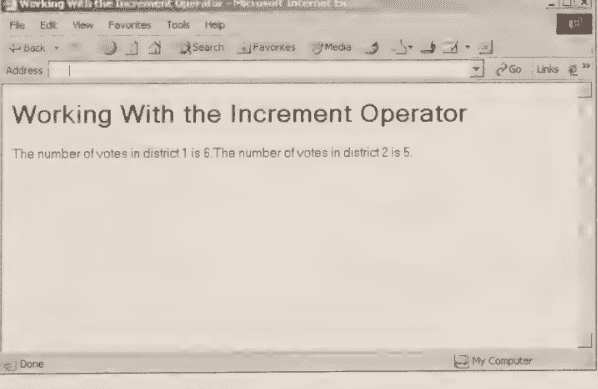 Working With the Increment Operator - Microsoft Internet Ex
File Edit View Favorites Tools Help
Back Search Favorites Media
Address Go Links »
Working With the Increment Operator
The number of votes in district 1 is 6.The number of votes in district 2 is 5.
Done My Computer